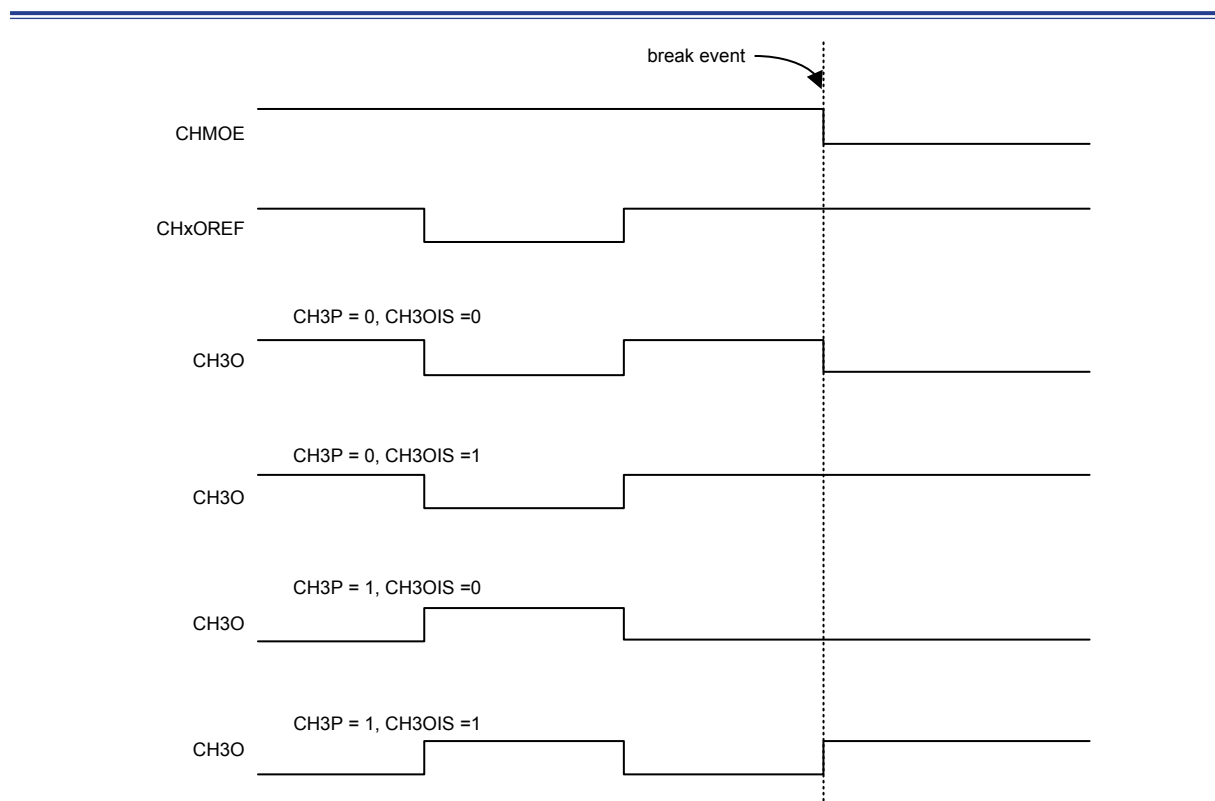 break event
CHMOE
CHxOREF
CH3P = 0, CH3OIS =0
CH3O
CH3P = 0, CH3OIS =1
CH3O
CH3P = 1, CH3OIS =0
CH3O
CH3P = 1, CH3OIS =1
CH3O